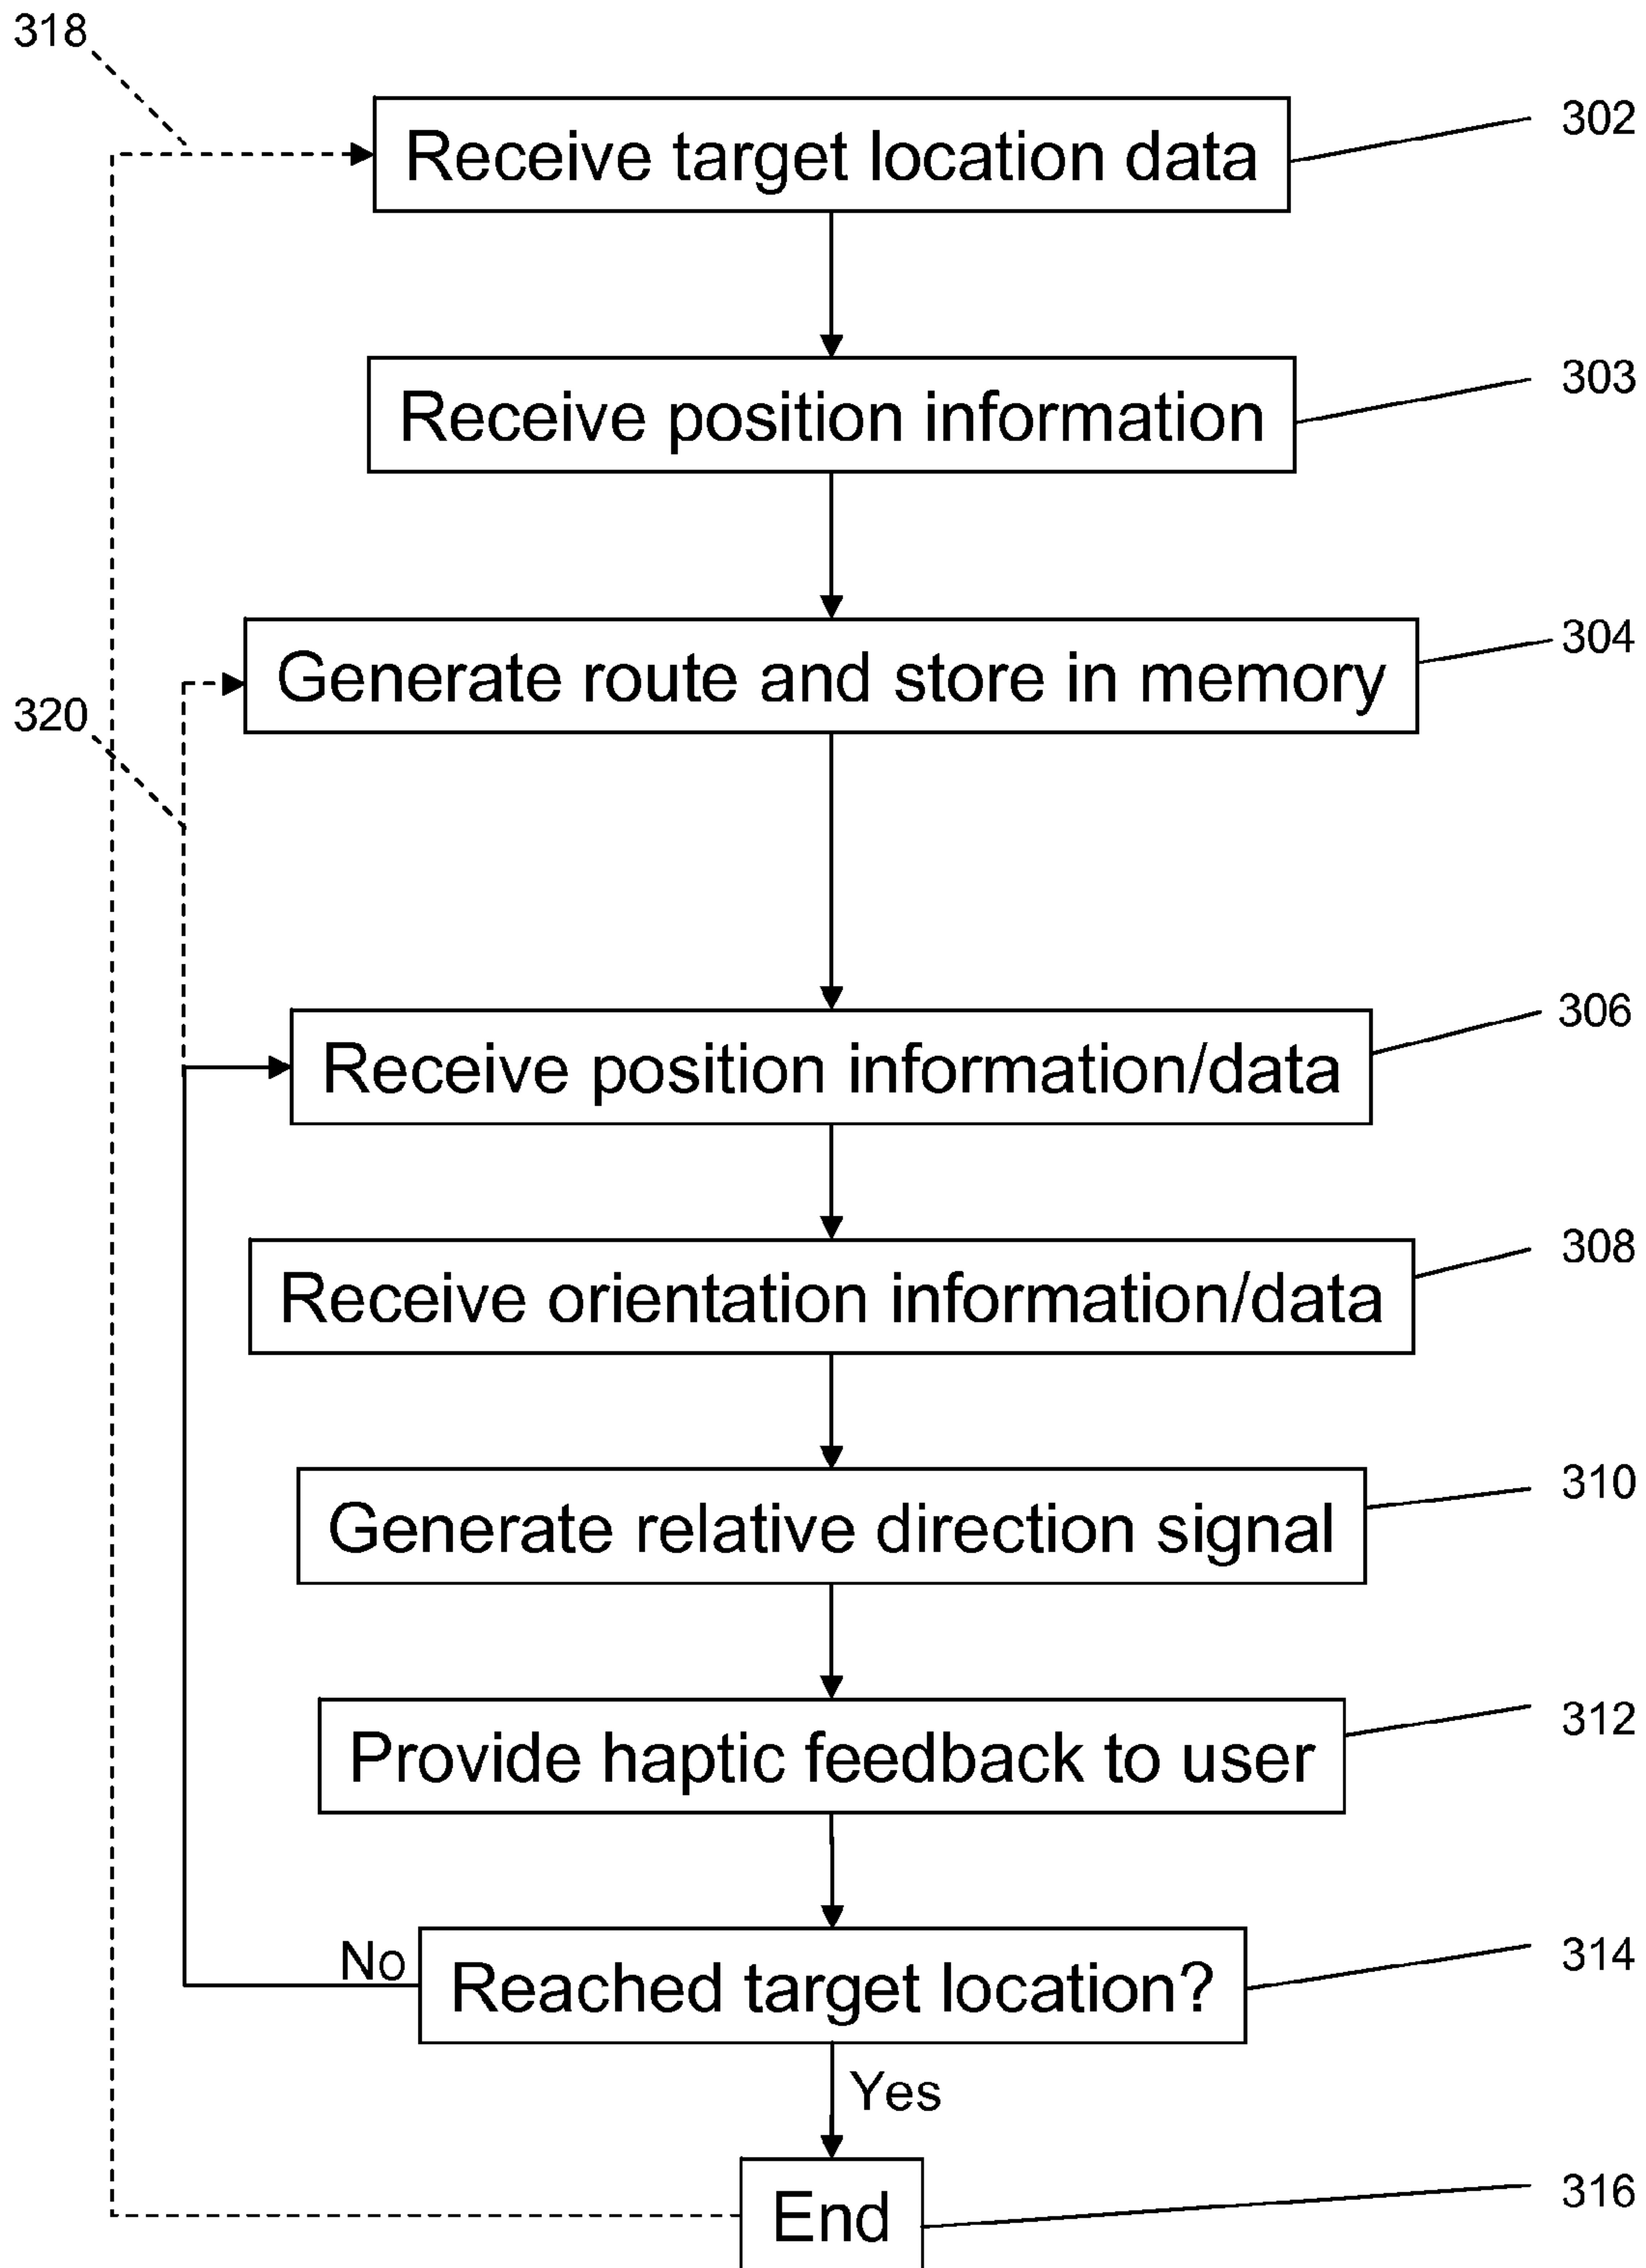 318
Receive target location data
302
Receive position information
303
Generate route and store in memory
304
320
Receive position information/data
306
Receive orientation information/data
308
Generate relative direction signal
310
Provide haptic feedback to user
312
No
Reached target location?
314
Yes
End
316